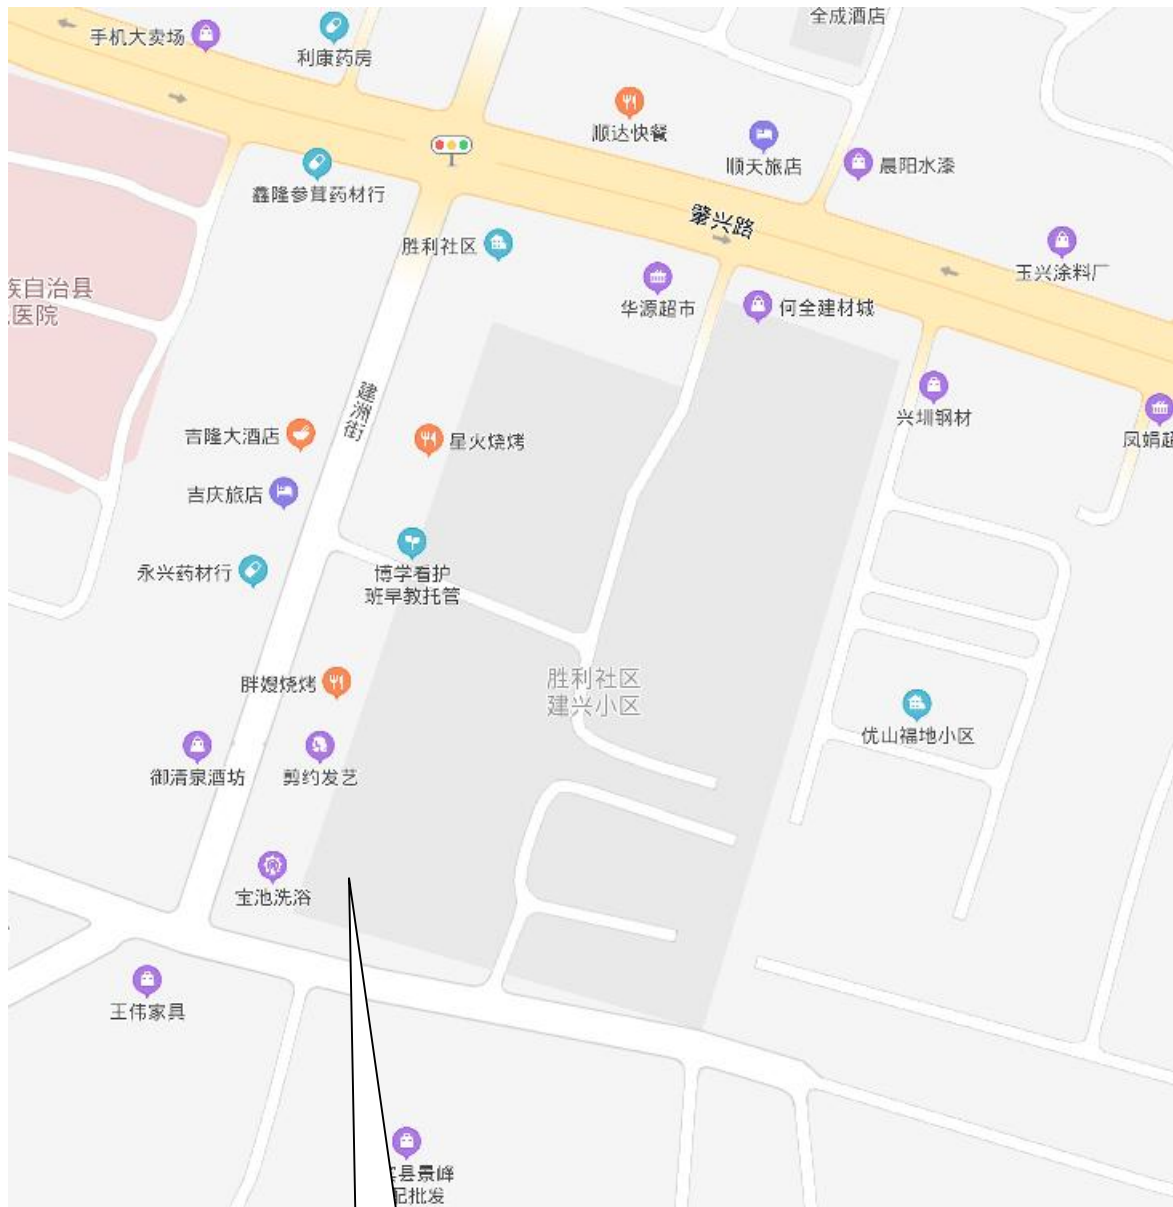 全成酒店
手机大卖场
利康药房
顺达快餐
顺天旅店
晨阳水漆
鑫隆参茸药材行
肇兴路
胜利社区
玉兴涂料厂
族自治县
医院
华源超市
何全建材城
建洲街
兴圳钢材
凤娟超
吉隆大酒店
星火烧烤
吉庆旅店
永兴药材行
博学看护
班早教托管
胖嫂烧烤
胜利社区
建兴小区
优山福地小区
御清泉酒坊
剪约发艺
宝池洗浴
王伟家具
县景峰
配批发